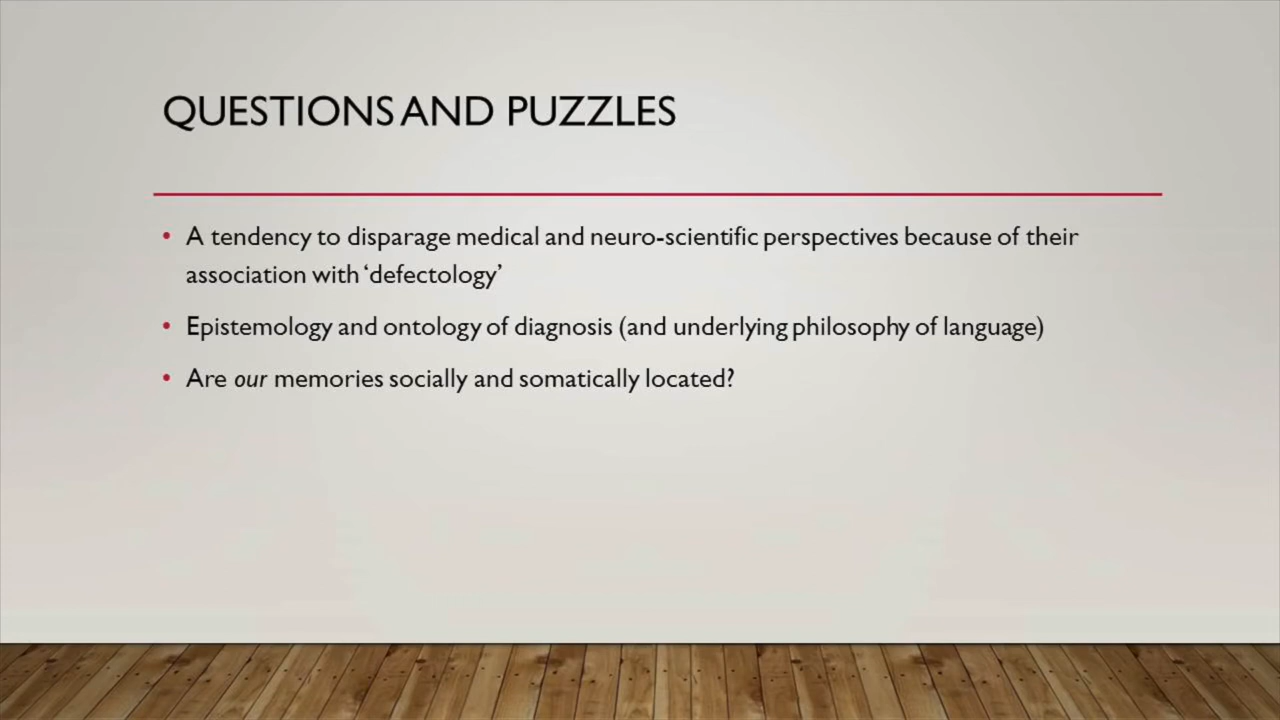 QUESTIONS AND PUZZLES
• A tendency to disparage medical and neuro-scientific perspectives because of their
association with ‘defectology’
• Epistemology and ontology of diagnosis (and underlying philosophy of language)
• Are our memories socially and somatically located?